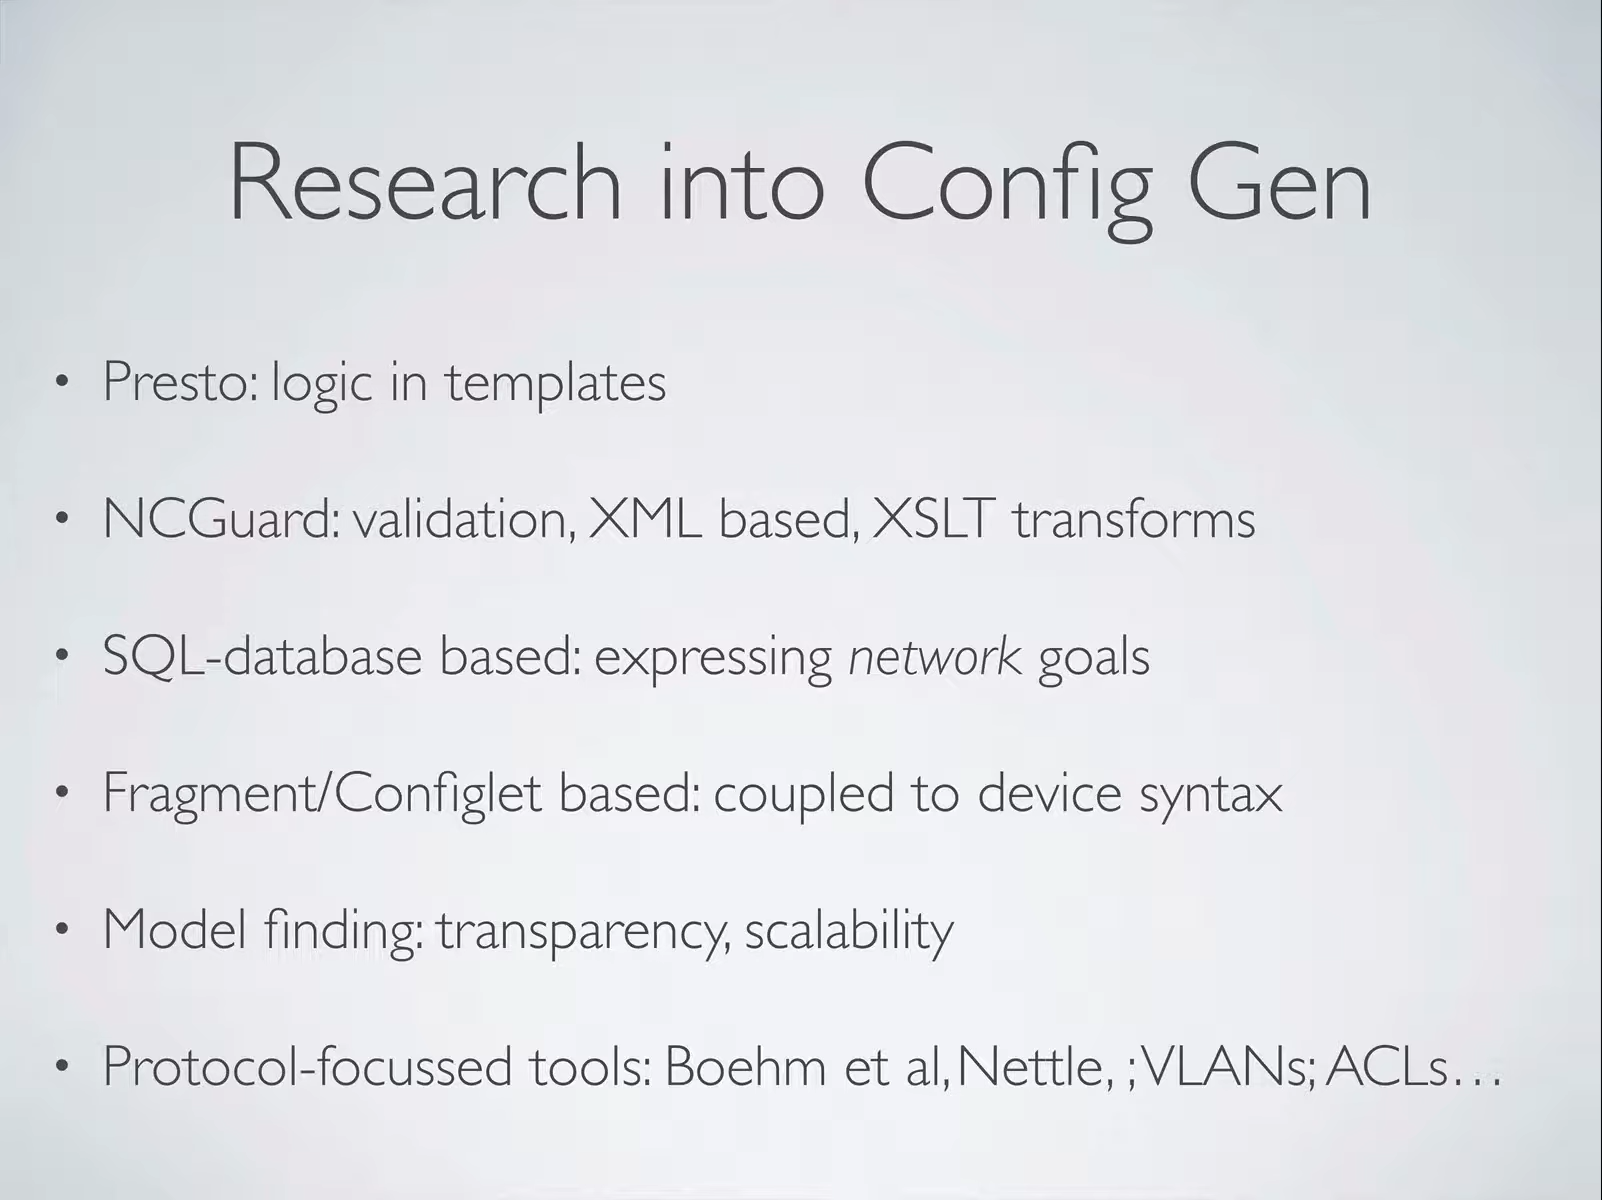 Research into Config Gen
• Presto: logic in templates
• NCGuard: validation, XML based, XSLT transforms
• SQL-database based: expressing network goals
• Fragment/Configlet based: coupled to device syntax
• Model finding: transparency, scalability
• Protocol-focussed tools: Boehm et al, Nettle, ; VLANs; ACLs…